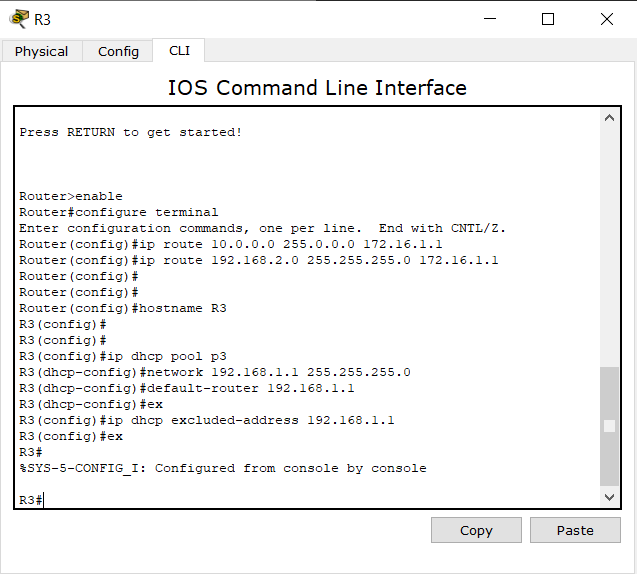 R3
Physical Config CLI
IOS Command Line Interface
Press RETURN to get started!
Router>enable
Router#configure terminal
Enter configuration commands, one per line.  End with CNTL/Z.
Router(config)#ip route 10.0.0.0 255.0.0.0 172.16.1.1
Router(config)#ip route 192.168.2.0 255.255.255.0 172.16.1.1
Router(config)#
Router(config)#
Router(config)#hostname R3
R3(config)#
R3(config)#
R3(config)#ip dhcp pool p3
R3(dhcp-config)#network 192.168.1.1 255.255.255.0
R3(dhcp-config)#default-router 192.168.1.1
R3(dhcp-config)#ex
R3(config)#ip dhcp excluded-address 192.168.1.1
R3(config)#ex
R3#
%SYS-5-CONFIG_I: Configured from console by console
R3#
Copy Paste